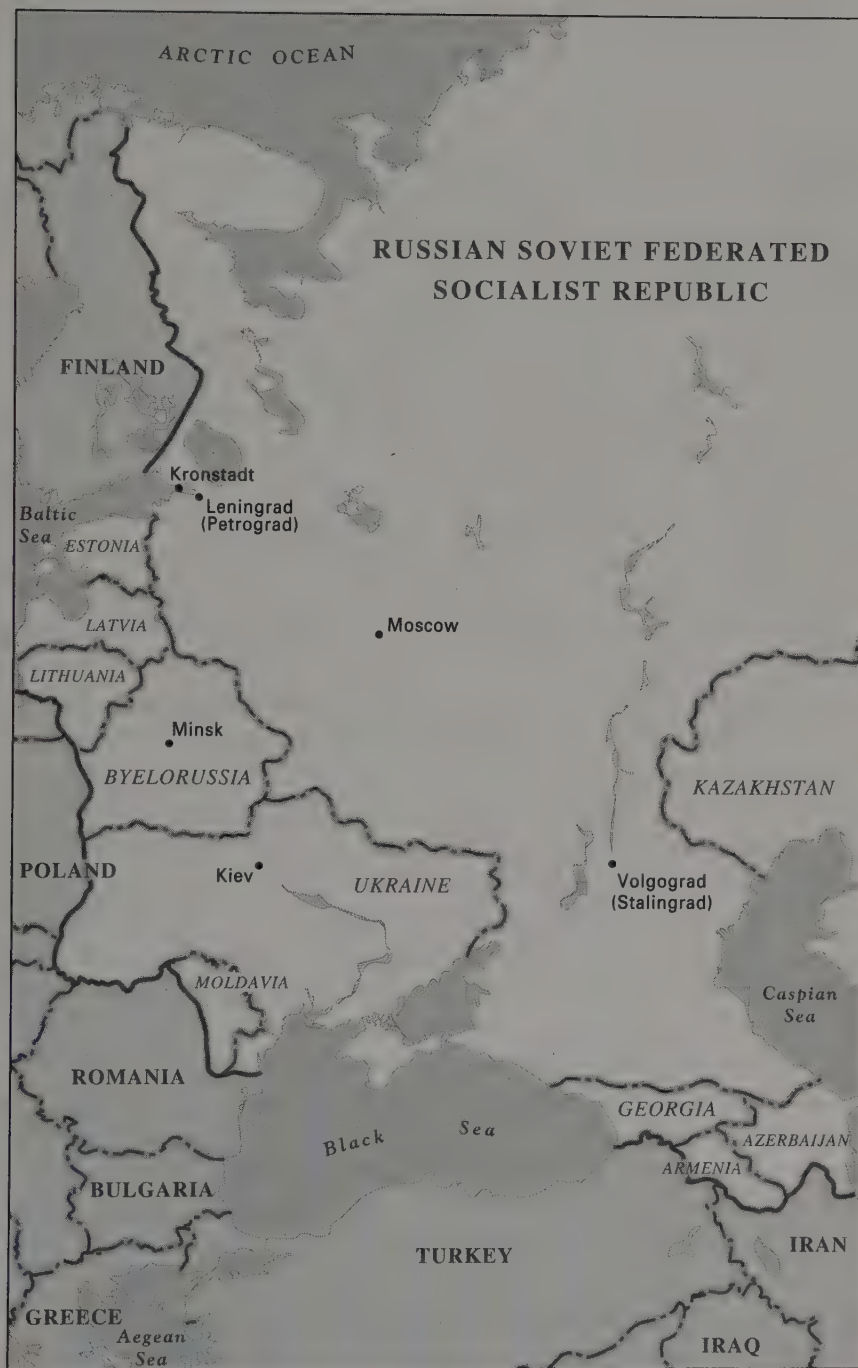 ARCTIC OCEAN
RUSSIAN SOVIET FEDERATED
SOCIALIST REPUBLIC
FINLAND
Kronstadt
Leningrad
(Petrograd)
Baltic
Sea
ESTONIA
LATVIA
Moscow
LITHUANIA
Minsk
BYELORUSSIA
KAZAKHSTAN
POLAND
Kiev
UKRAINE
Volgograd
(Stalingrad)
MOLDAVIA
Caspian
Sea
ROMANIA
GEORGIA
Black Sea
AZERBAIJAN
ARMENIA
BULGARIA
TURKEY
IRAN
GREECE
Aegean
Sea
IRAQ